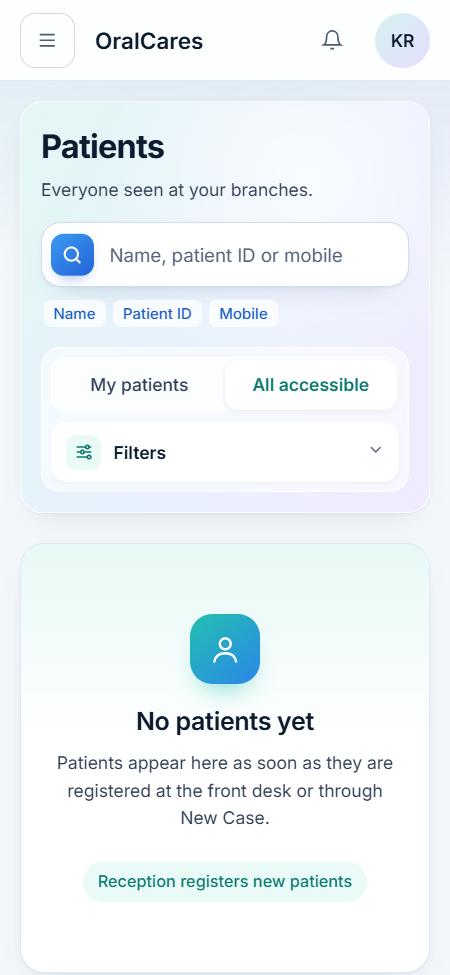 OralCares
KR
Patients
Everyone seen at your branches.
Name, patient ID or mobile
Name
Patient ID
Mobile
My patients
All accessible
Filters
No patients yet
Patients appear here as soon as they are
registered at the front desk or through
New Case.
Reception registers new patients